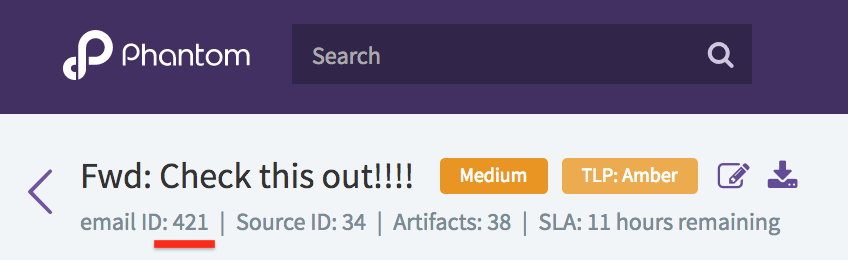 Phantom
Search
Fwd: Check this out!!!!
Medium
TLP: Amber
email ID: 421 | Source ID: 34 | Artifacts: 38 | SLA: 11 hours remaining